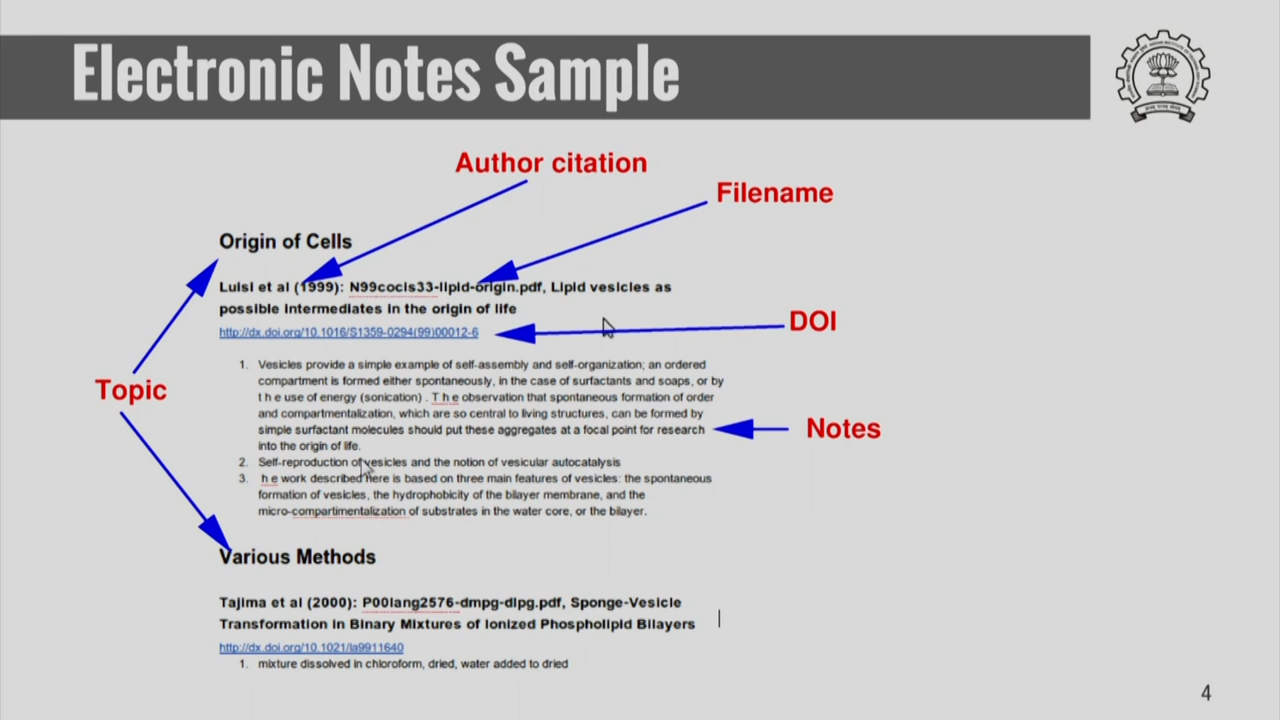 Electronic Notes Sample
Author citation
Filename
Origin of Cells
Luisi et al (1999): N99cocis33-lipid-origin.pdf, Lipid vesicles as
possible intermediates in the origin of life
http://dx.doi.org/10.1016/S1359-0294(99)00012-6
DOI
1. Vesicles provide a simple example of self-assembly and self-organization; an ordered
compartment is formed either spontaneously, in the case of surfactants and soaps, or by
t h e use of energy (sonication) . T h e observation that spontaneous formation of order
and compartmentalization, which are so central to living structures, can be formed by
simple surfactant molecules should put these aggregates at a focal point for research
into the origin of life.
Topic
Notes
2. Self-reproduction of vesicles and the notion of vesicular autocatalysis
3. h e work described here is based on three main features of vesicles: the spontaneous
formation of vesicles, the hydrophobicity of the bilayer membrane, and the
micro-compartimentalization of substrates in the water core, or the bilayer.
Various Methods
Tajima et al (2000): P00lang2576-dmpg-dlpg.pdf, Sponge-Vesicle
Transformation in Binary Mixtures of Ionized Phospholipid Bilayers
http://dx.doi.org/10.1021/la9911640
1. mixture dissolved in chloroform, dried, water added to dried
4